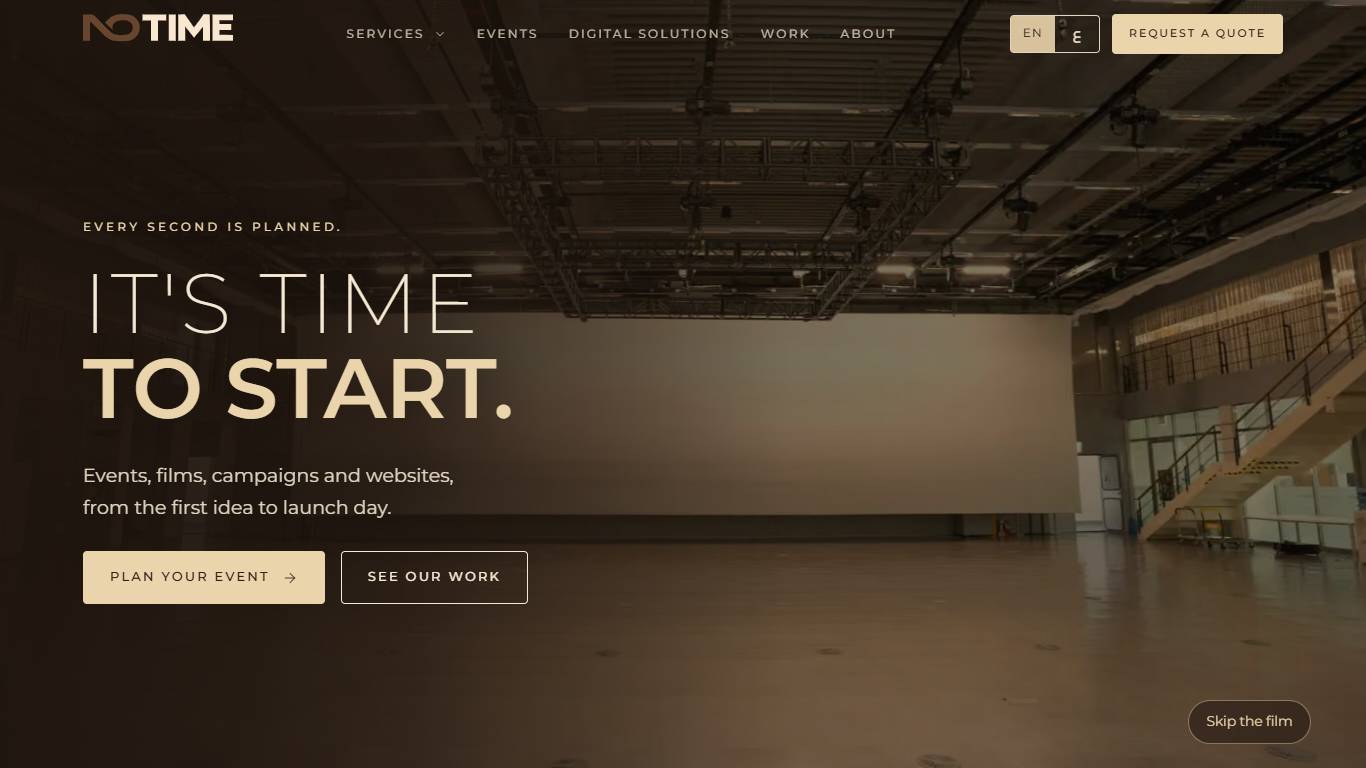 NOTIME
SERVICES
EVENTS
DIGITAL SOLUTIONS
WORK
ABOUT
EN
ع
REQUEST A QUOTE
EVERY SECOND IS PLANNED.
IT'S TIME
TO START.
Events, films, campaigns and websites,
from the first idea to launch day.
PLAN YOUR EVENT →
SEE OUR WORK
Skip the film